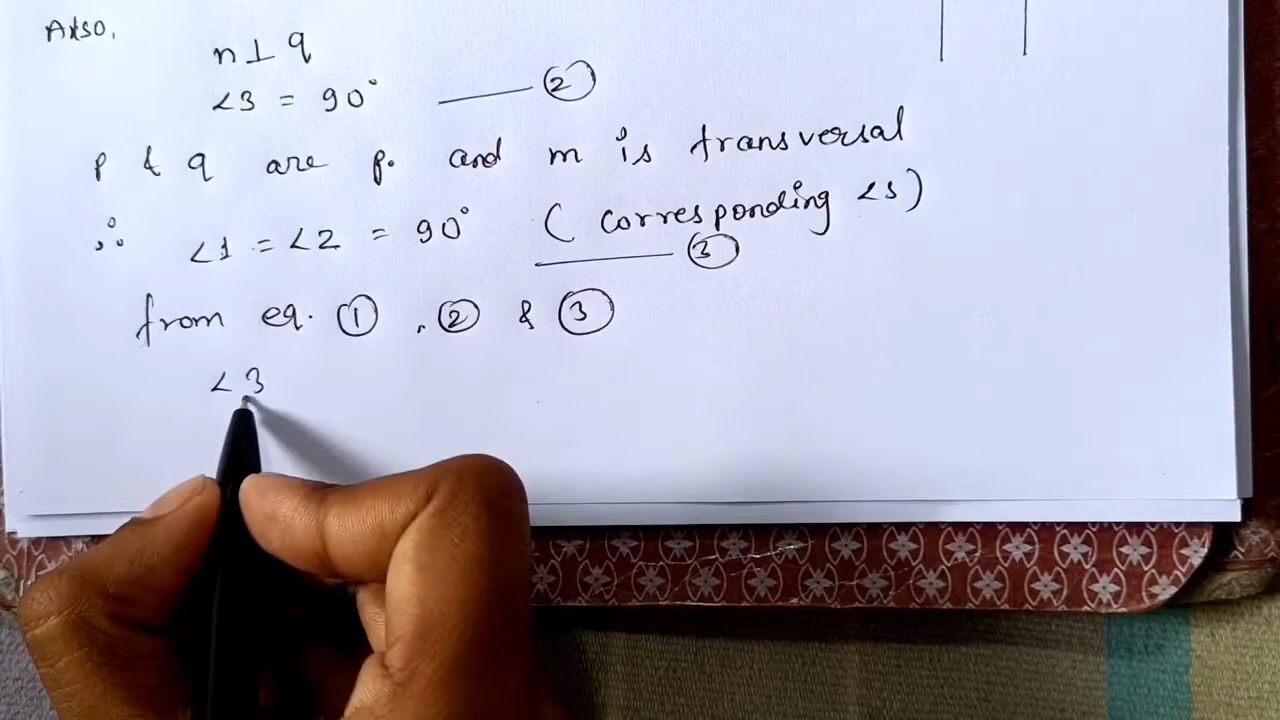 Also,
n ⊥ q
∠3 = 90° —— ②
p & q are p. and m is transversal
∴ ∠1 = ∠2 = 90° ( corresponding ∠s )
—— ③
from eq. ① , ② & ③
∠3